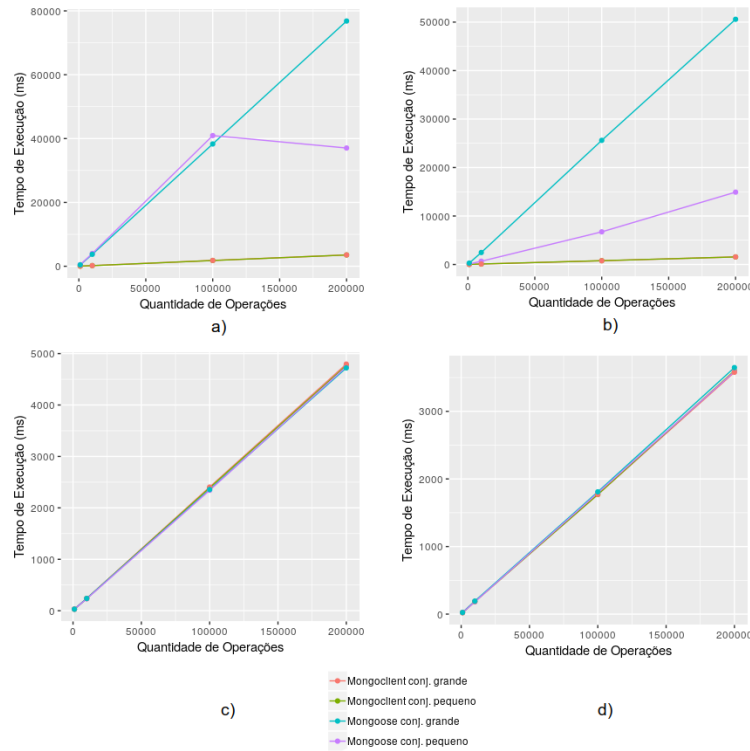 80000
60000
40000
20000
0
Tempo de Execução (ms)
0
50000
100000
150000
200000
Quantidade de Operações
a)
50000
40000
30000
20000
10000
0
Tempo de Execução (ms)
0
50000
100000
150000
200000
Quantidade de Operações
b)
5000
4000
3000
2000
1000
0
Tempo de Execução (ms)
0
50000
100000
150000
200000
Quantidade de Operações
c)
3000
2000
1000
0
Tempo de Execução (ms)
0
50000
100000
150000
200000
Quantidade de Operações
d)
Mongoclient conj. grande
Mongoclient conj. pequeno
Mongoose conj. grande
Mongoose conj. pequeno